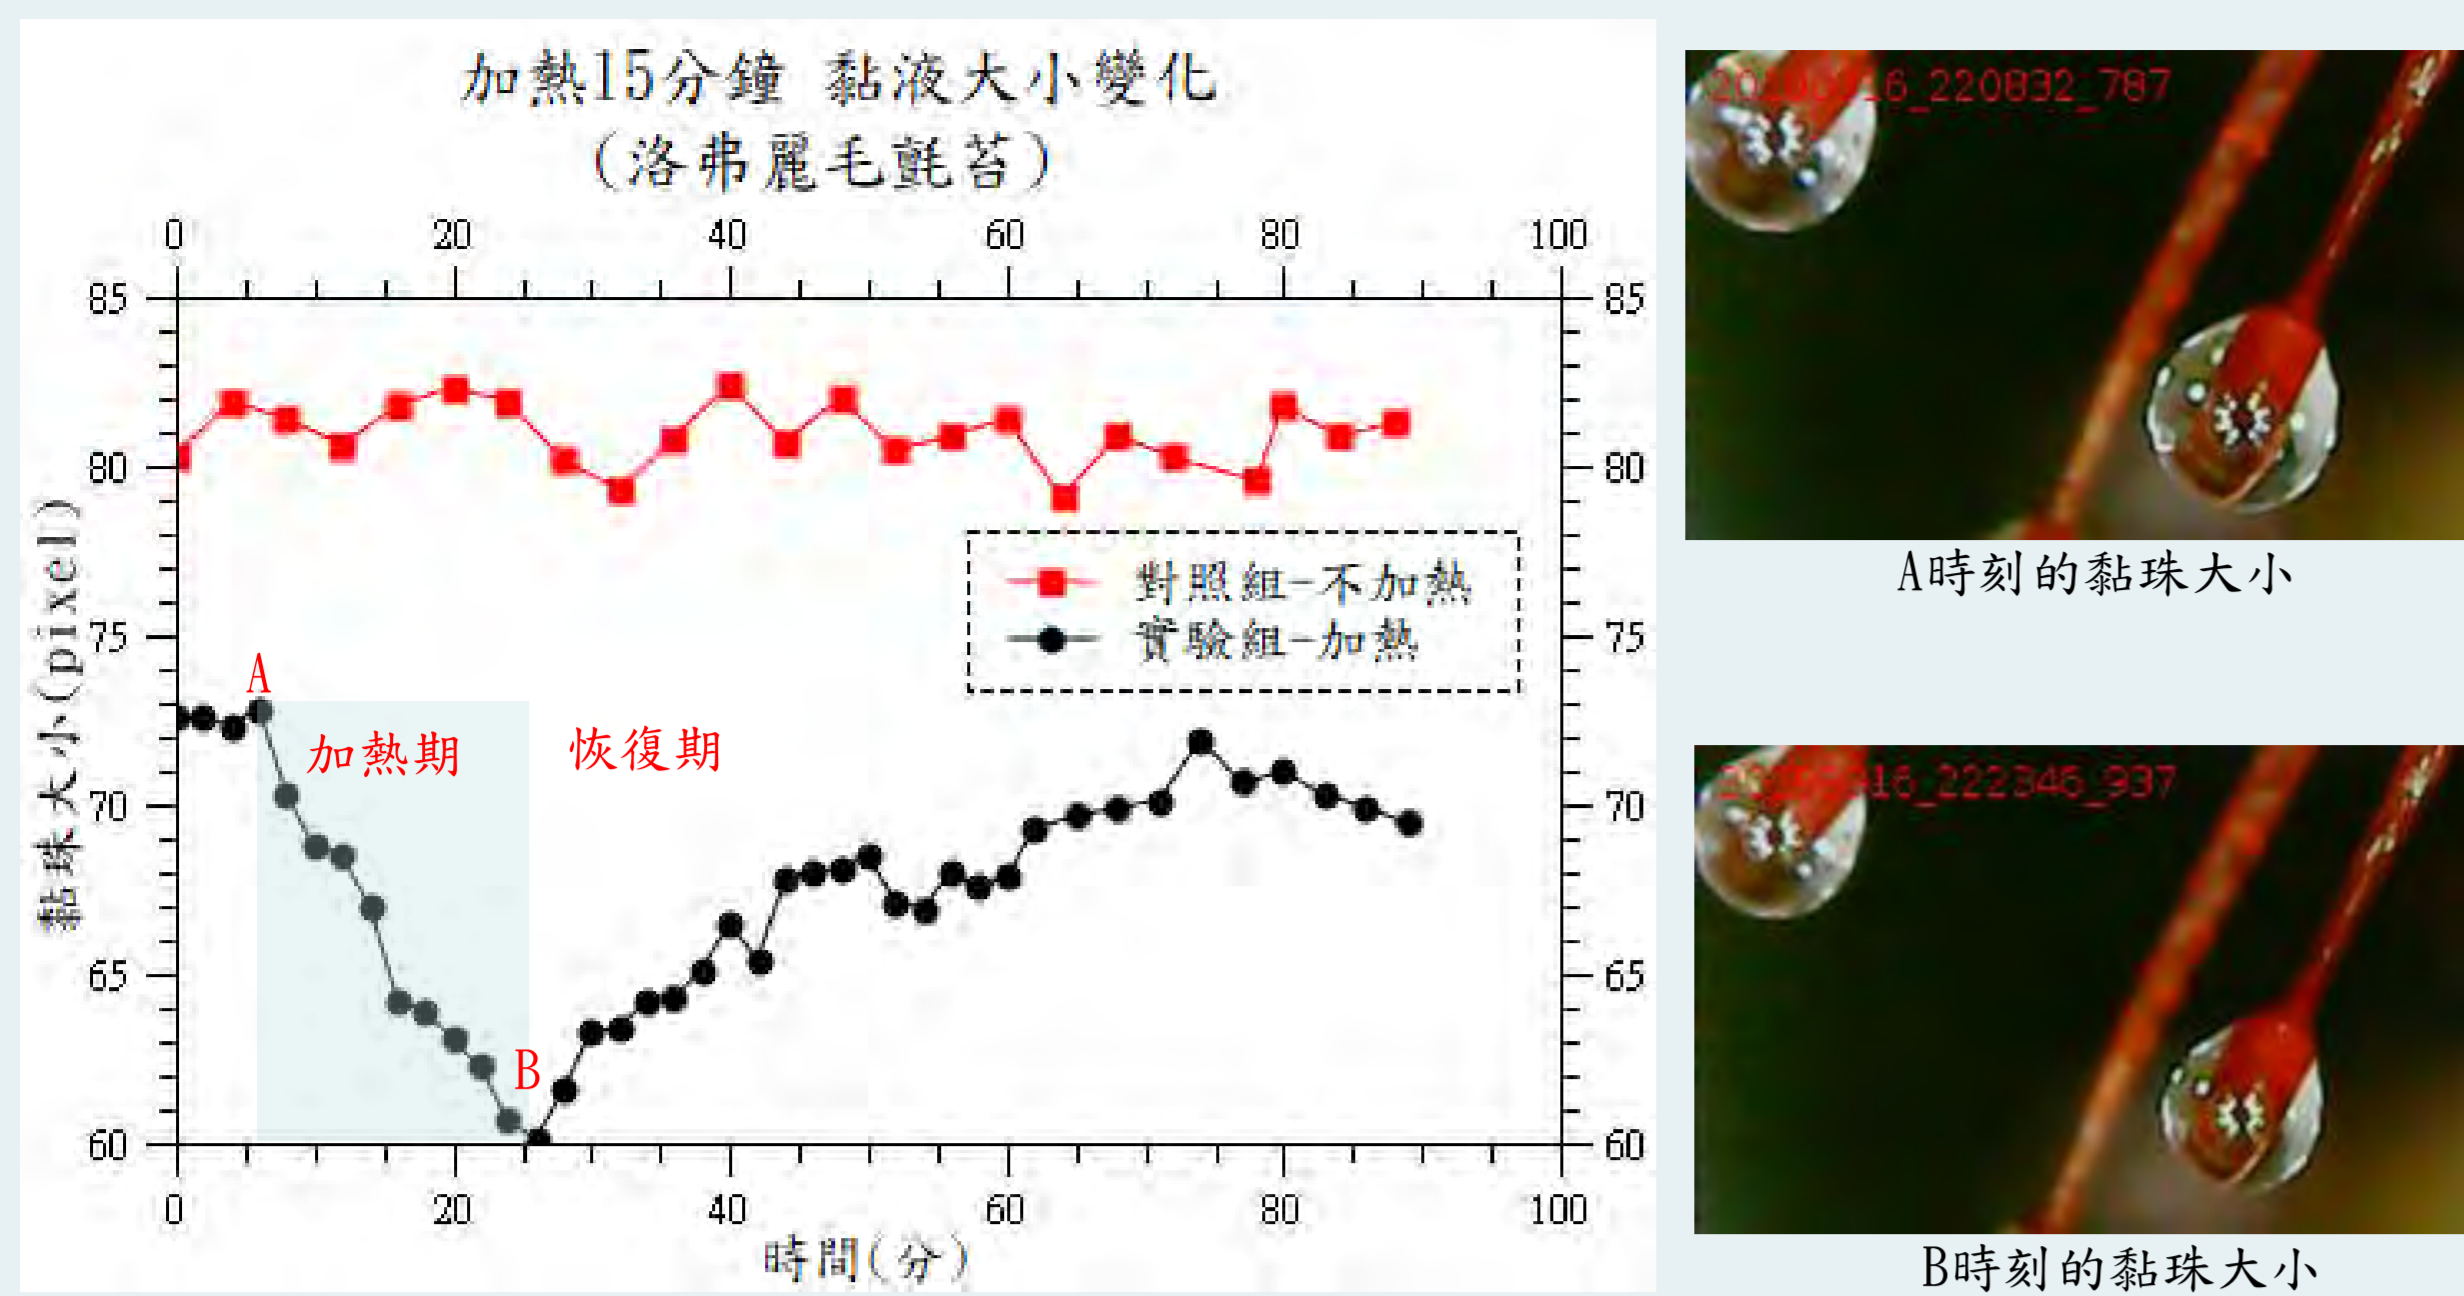 加熱15分鐘 黏液大小變化
(洛弗麗毛氈苔)
0 20 40 60 80 100
85 85
80 80
75 75
70 70
65 65
60 60
黏珠大小(pixel)
對照組-不加熱
實驗組-加熱
A
加熱期
恢復期
B
0 20 40 60 80 100
時間(分)
16_220832_787
A時刻的黏珠大小
16_222346_937
B時刻的黏珠大小